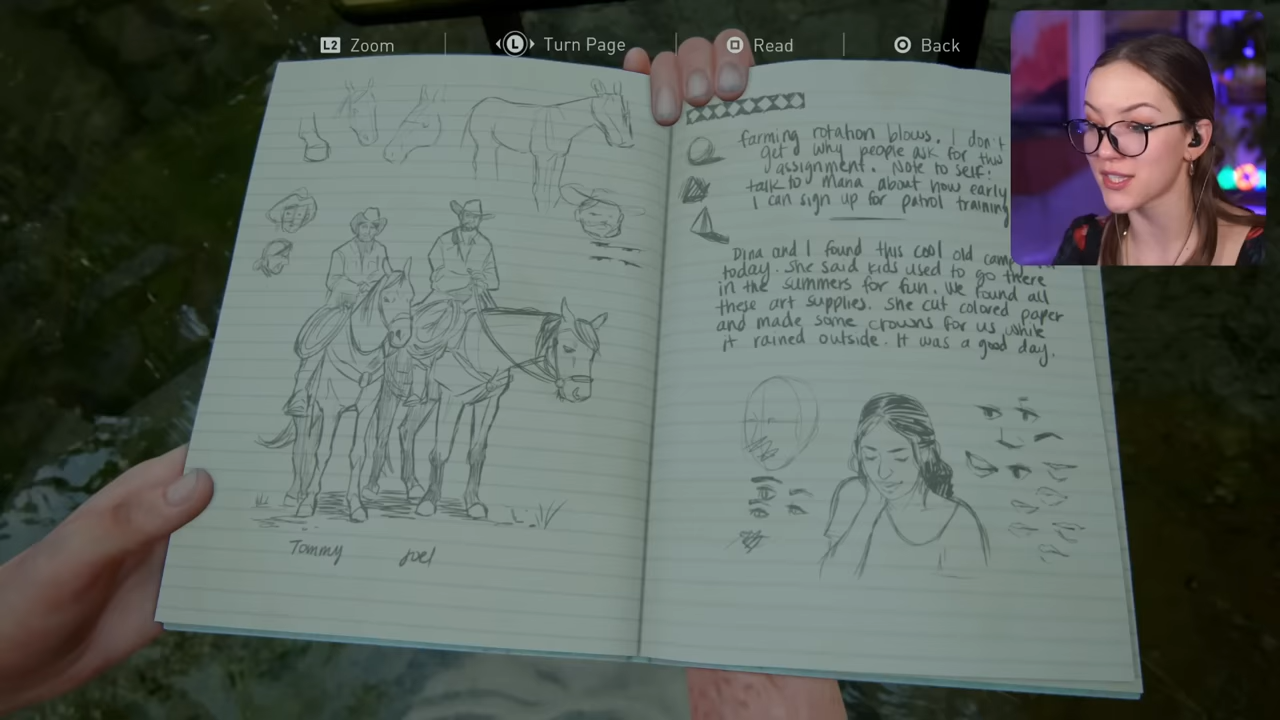 L2 Zoom
L Turn Page
Read
Back
farming rotation blows. I don't
get why people ask for this
assignment. Note to self:
talk to Maria about how early
I can sign up for patrol training
Dina and I found this cool old camp
today. She said kids used to go there
in the summers for fun. We found all
these art supplies. She cut colored paper
and made some crowns for us while
it rained outside. It was a good day.
Tommy
Joel